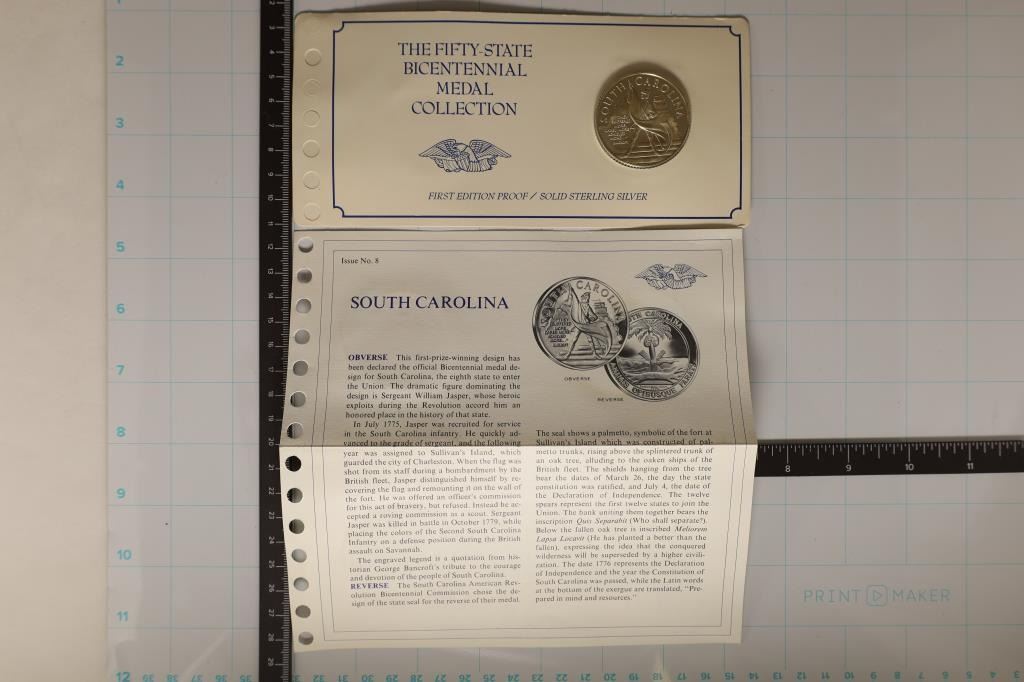 THE FIFTY-STATE
BICENTENNIAL
MEDAL
COLLECTION
SOUTH CAROLINA
FIRST EDITION PROOF / SOLID STERLING SILVER
Issue No. 8
SOUTH CAROLINA
OBVERSE
REVERSE
OBVERSE This first-prize-winning design has
been declared the official Bicentennial medal de-
sign for South Carolina, the eighth state to enter
the Union. The dramatic figure dominating the
design is Sergeant William Jasper, whose heroic
exploits during the Revolution accord him an
honored place in the history of that state.
In July 1775, Jasper was recruited for service
in the South Carolina infantry. He quickly ad-
vanced to the grade of sergeant, and the following
year was assigned to Sullivan's Island, which
guarded the city of Charleston. When the flag was
shot from its staff during a bombardment by the
British fleet, Jasper distinguished himself by re-
covering the flag and remounting it on the wall of
the fort. He was offered an officer's commission
for this act of bravery, but refused. Instead he ac-
cepted a roving commission as a scout. Sergeant
Jasper was killed in battle in October 1779, while
placing the colors of the Second South Carolina
Infantry on a defense position during the British
assault on Savannah.
The engraved legend is a quotation from his-
torian George Bancroft's tribute to the courage
and devotion of the people of South Carolina.
REVERSE The South Carolina American Rev-
olution Bicentennial Commission chose the de-
sign of the state seal for the reverse of their medal.
The seal shows a palmetto, symbolic of the fort at
Sullivan's Island which was constructed of pal-
metto trunks, rising above the splintered trunk of
an oak tree, alluding to the oaken ships of the
British fleet. The shields hanging from the tree
bear the dates of March 26, the day the state
constitution was ratified, and July 4, the date of
the Declaration of Independence. The twelve
spears represent the first twelve states to join the
Union. The bank uniting them together bears the
inscription Quis Separabit (Who shall separate?).
Below the fallen oak tree is inscribed Meliorem
Lapsa Locavit (He has planted a better than the
fallen), expressing the idea that the conquered
wilderness will be superseded by a higher civili-
zation. The date 1776 represents the Declaration
of Independence and the year the Constitution of
South Carolina was passed, while the Latin words
at the bottom of the exergue are translated, "Pre-
pared in mind and resources."
PRINT MAKER